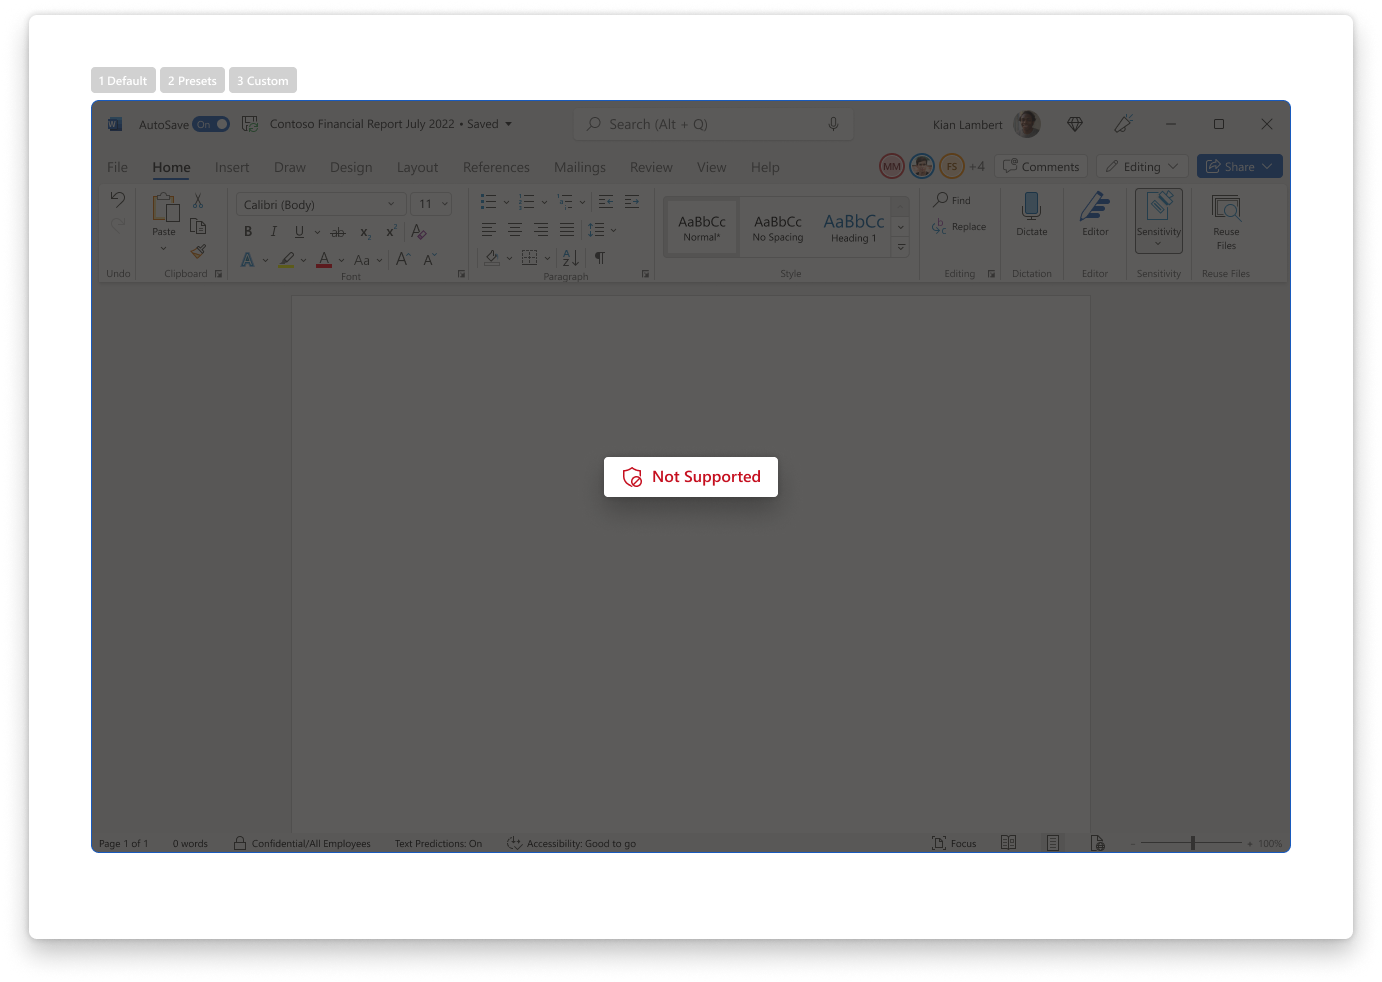 1 Default 2 Presets 3 Custom
W AutoSave On Contoso Financial Report July 2022 • Saved Search (Alt + Q) Kian Lambert
File Home Insert Draw Design Layout References Mailings Review View Help MM FS +4 Comments Editing Share
Calibri (Body) 11
Paste
B I U ab x₂ x² A
A A Aa A A
AaBbCc AaBbCc AaBbCc
Normal* No Spacing Heading 1
Find
Replace
Dictate Editor Sensitivity Reuse
Files
Undo Clipboard Font Paragraph Style Editing Dictation Editor Sensitivity Reuse Files
Not Supported
Page 1 of 1 0 words Confidential/All Employees Text Predictions: On Accessibility: Good to go Focus - + 100%